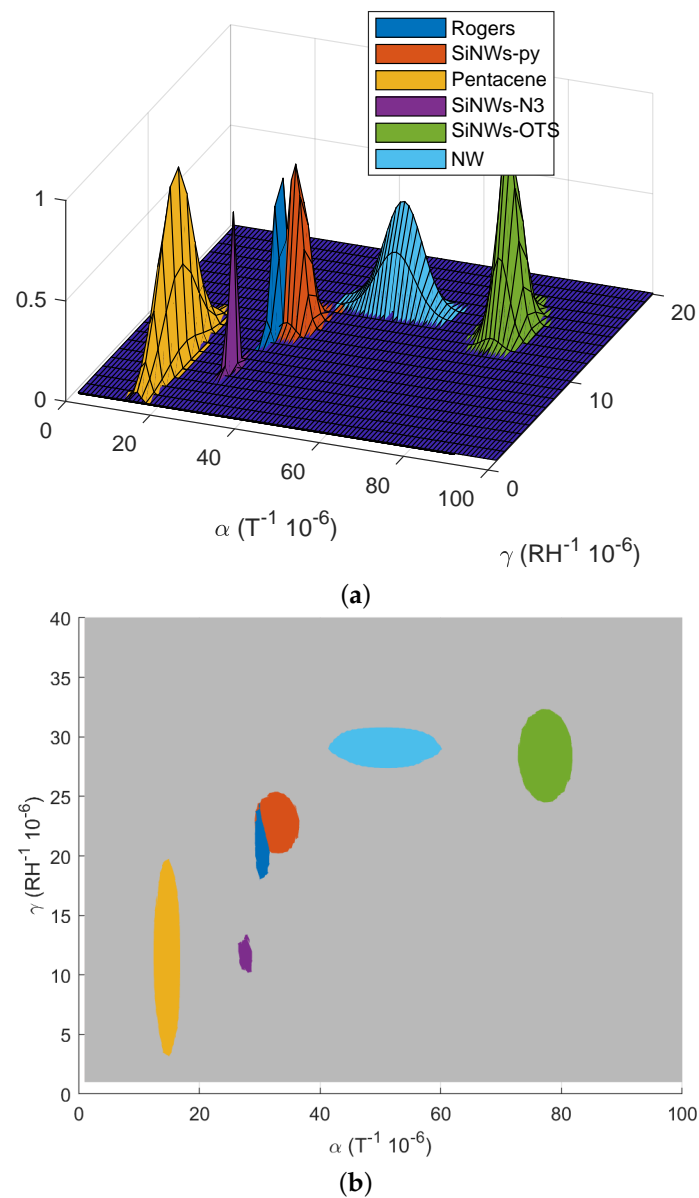 Rogers
SiNWs-py
Pentacene
SiNWs-N3
SiNWs-OTS
NW
1
0.5
0
0
20
40
60
80
100
0
10
20
α (T-1 10-6)
γ (RH-1 10-6)
(a)
40
35
30
25
20
15
10
5
0
γ (RH-1 10-6)
0
20
40
60
80
100
α (T-1 10-6)
(b)